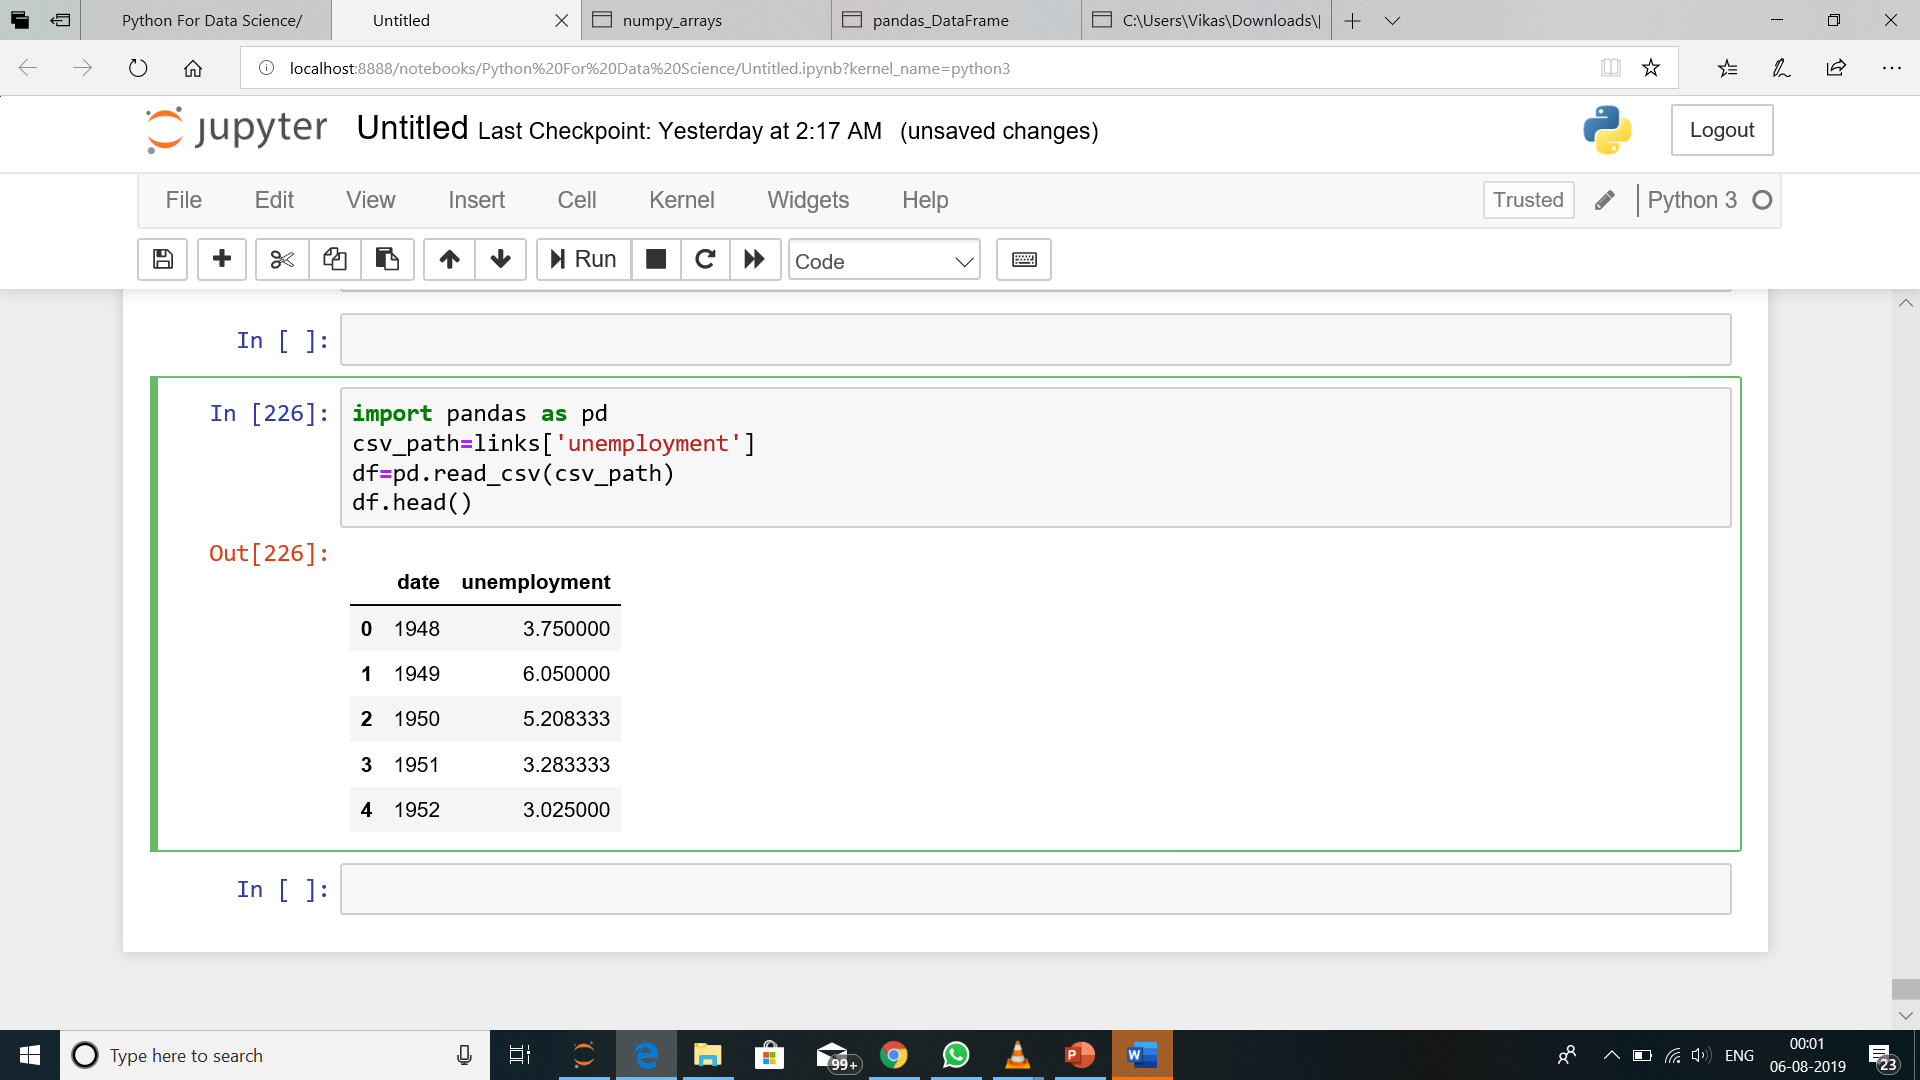 Python For Data Science/
Untitled
numpy_arrays
pandas_DataFrame
C:\Users\Vikas\Downloads\
localhost:8888/notebooks/Python%20For%20Data%20Science/Untitled.ipynb?kernel_name=python3
jupyter Untitled Last Checkpoint: Yesterday at 2:17 AM (unsaved changes)
Logout
File Edit View Insert Cell Kernel Widgets Help
Trusted
Python 3
Run
Code
In [ ]:
In [226]:
import pandas as pd
csv_path=links['unemployment']
df=pd.read_csv(csv_path)
df.head()
Out[226]:
date unemployment
0 1948 3.750000
1 1949 6.050000
2 1950 5.208333
3 1951 3.283333
4 1952 3.025000
In [ ]:
Type here to search
99+
ENG
00:01
06-08-2019
23